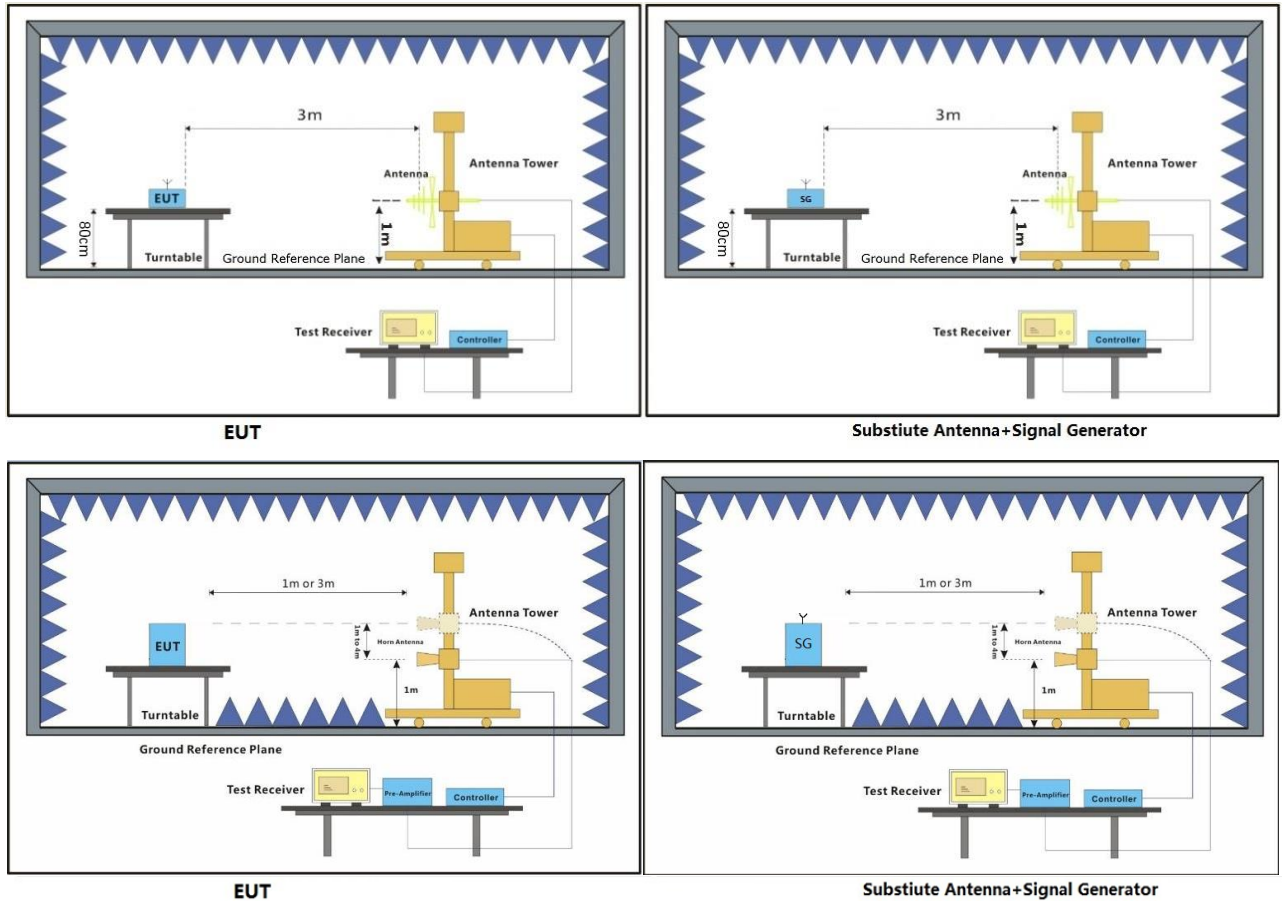 3m
Antenna Tower
Antenna
EUT
80cm
1m
Turntable
Ground Reference Plane
Test Receiver
Controller
EUT
3m
Antenna Tower
Antenna
SG
80cm
1m
Turntable
Ground Reference Plane
Test Receiver
Controller
Substiute Antenna+Signal Generator
1m or 3m
Antenna Tower
1m to 4m
Horn Antenna
EUT
1m
Turntable
Ground Reference Plane
Test Receiver
Pre-Amplifier
Controller
EUT
1m or 3m
Antenna Tower
1m to 4m
Horn Antenna
SG
1m
Turntable
Ground Reference Plane
Test Receiver
Pre-Amplifier
Controller
Substiute Antenna+Signal Generator